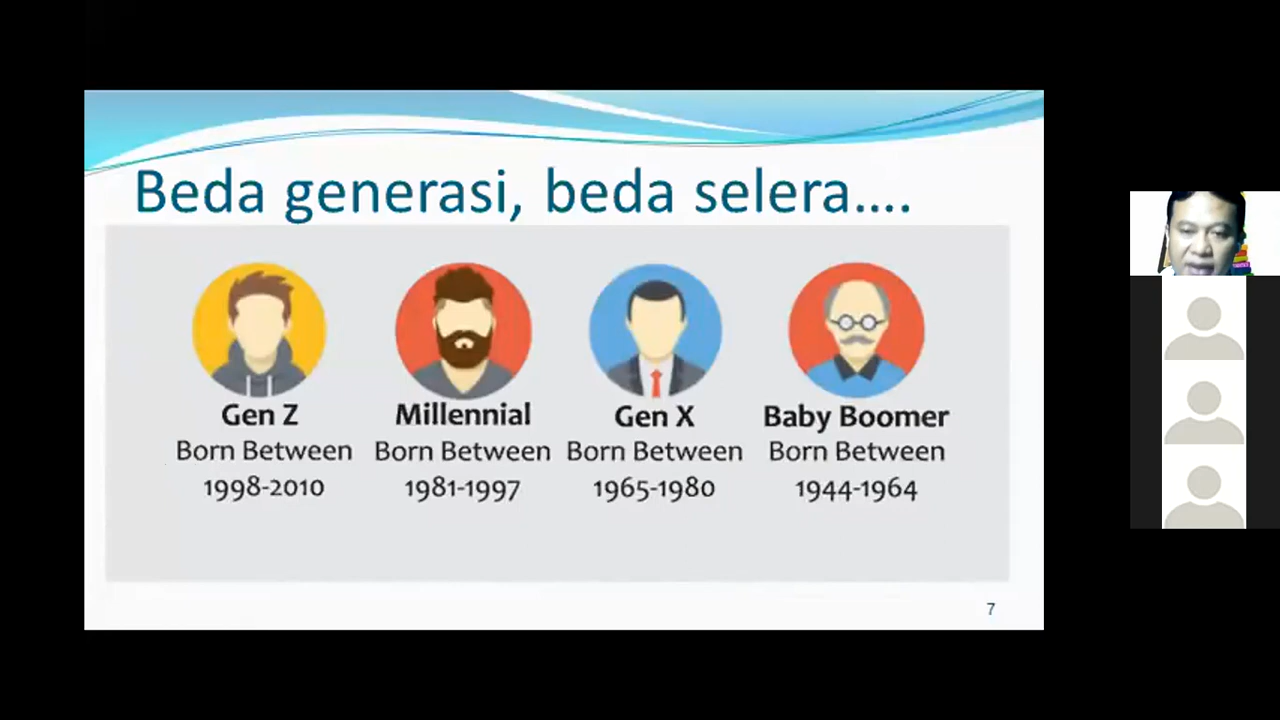 Beda generasi, beda selera....
Gen Z
Born Between
1998-2010
Millennial
Born Between
1981-1997
Gen X
Born Between
1965-1980
Baby Boomer
Born Between
1944-1964
7